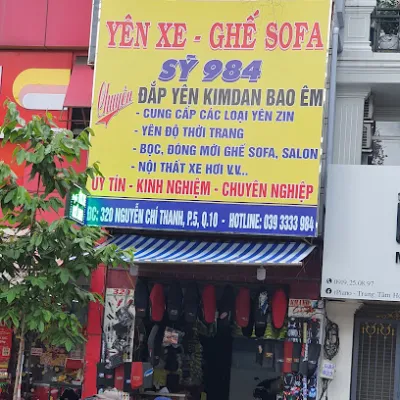 YÊN XE - GHẾ SOFA
SỸ 984
Chuyên
ĐẮP YÊN KIMDAN BAO ÊM
- CUNG CẤP CÁC LOẠI YÊN ZIN
- YÊN ĐỘ THỜI TRANG
- BỌC, ĐÓNG MỚI GHẾ SOFA, SALON
- NỘI THẤT XE HƠI V.V...
UY TÍN - KINH NGHIỆM - CHUYÊN NGHIỆP
ĐC: 320 NGUYỄN CHÍ THANH, P.5, Q.10 - HOTLINE: 039 3333 984